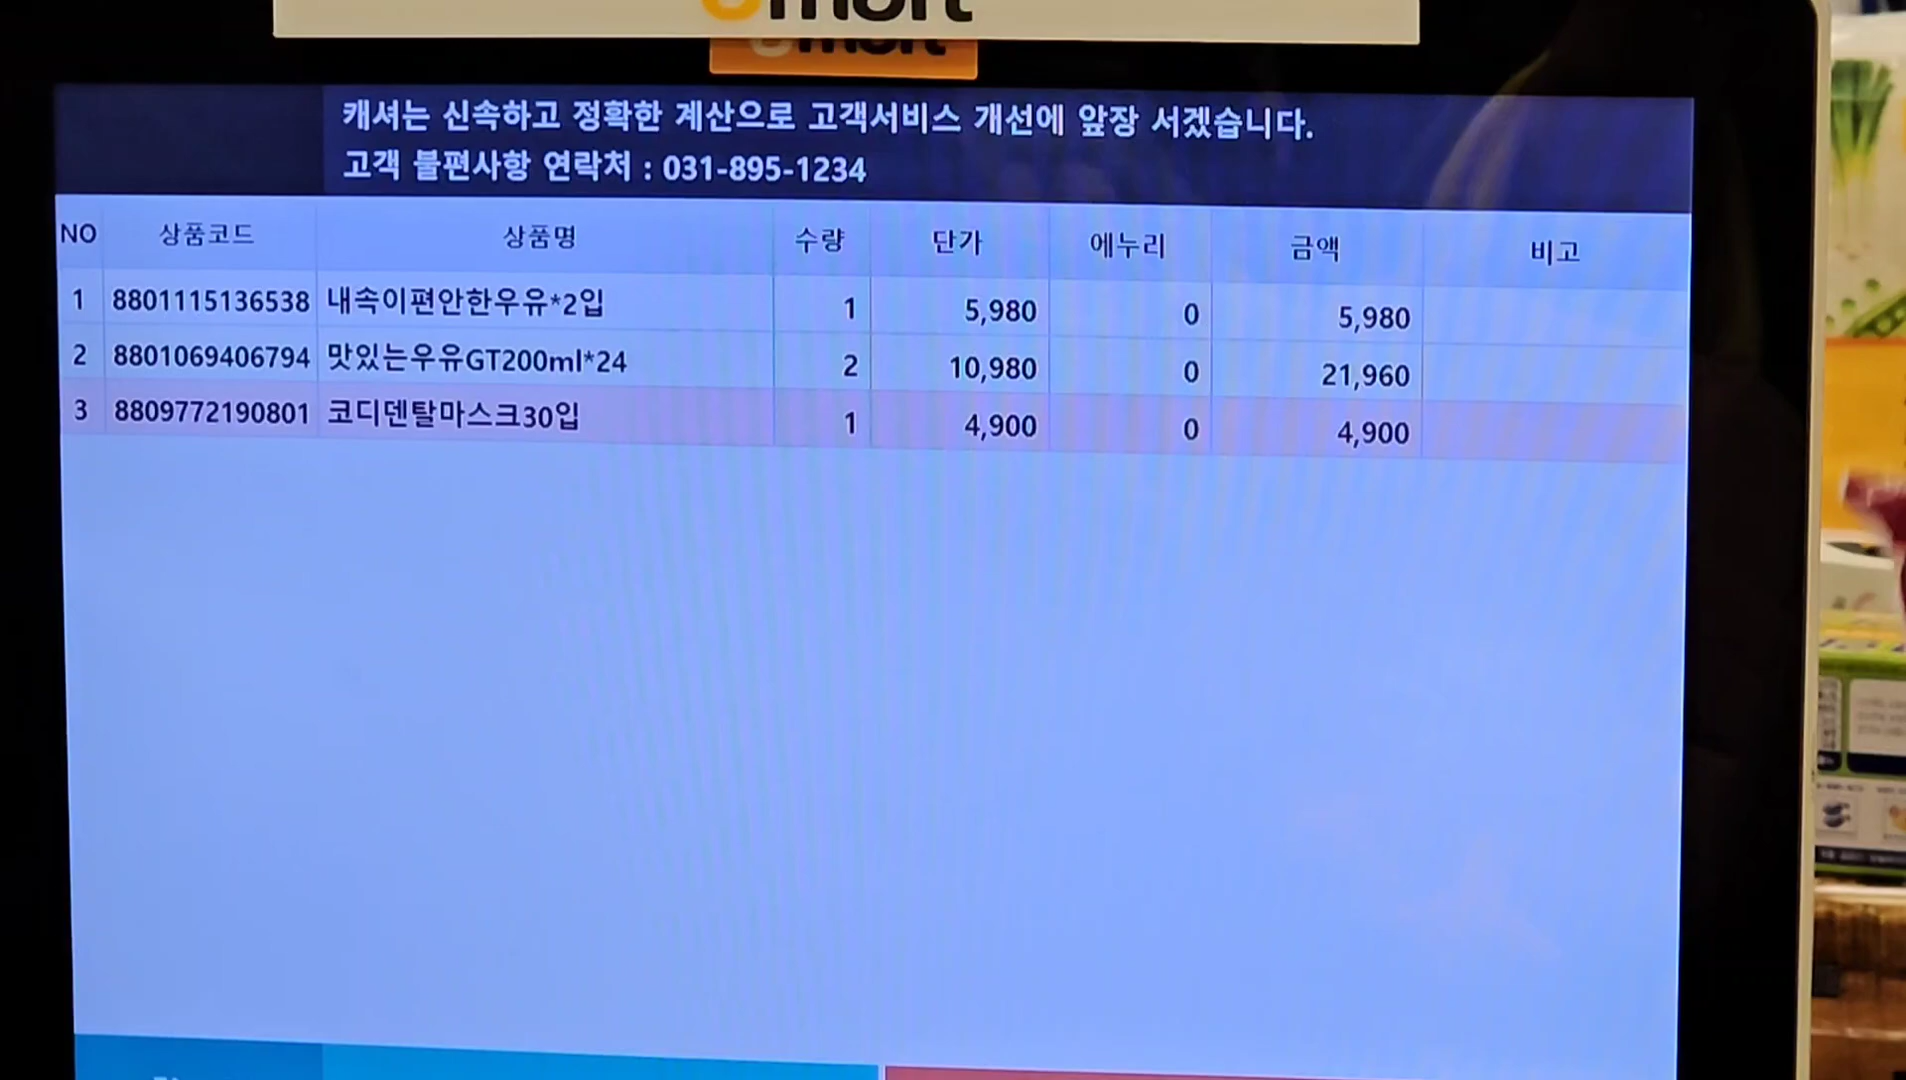 emart
emart
캐셔는 신속하고 정확한 계산으로 고객서비스 개선에 앞장 서겠습니다.
고객 불편사항 연락처 : 031-895-1234
NO 상품코드 상품명 수량 단가 에누리 금액 비고
1 8801115136538 내속이편안한우유*2입 1 5,980 0 5,980
2 8801069406794 맛있는우유GT200ml*24 2 10,980 0 21,960
3 8809772190801 코디덴탈마스크30입 1 4,900 0 4,900